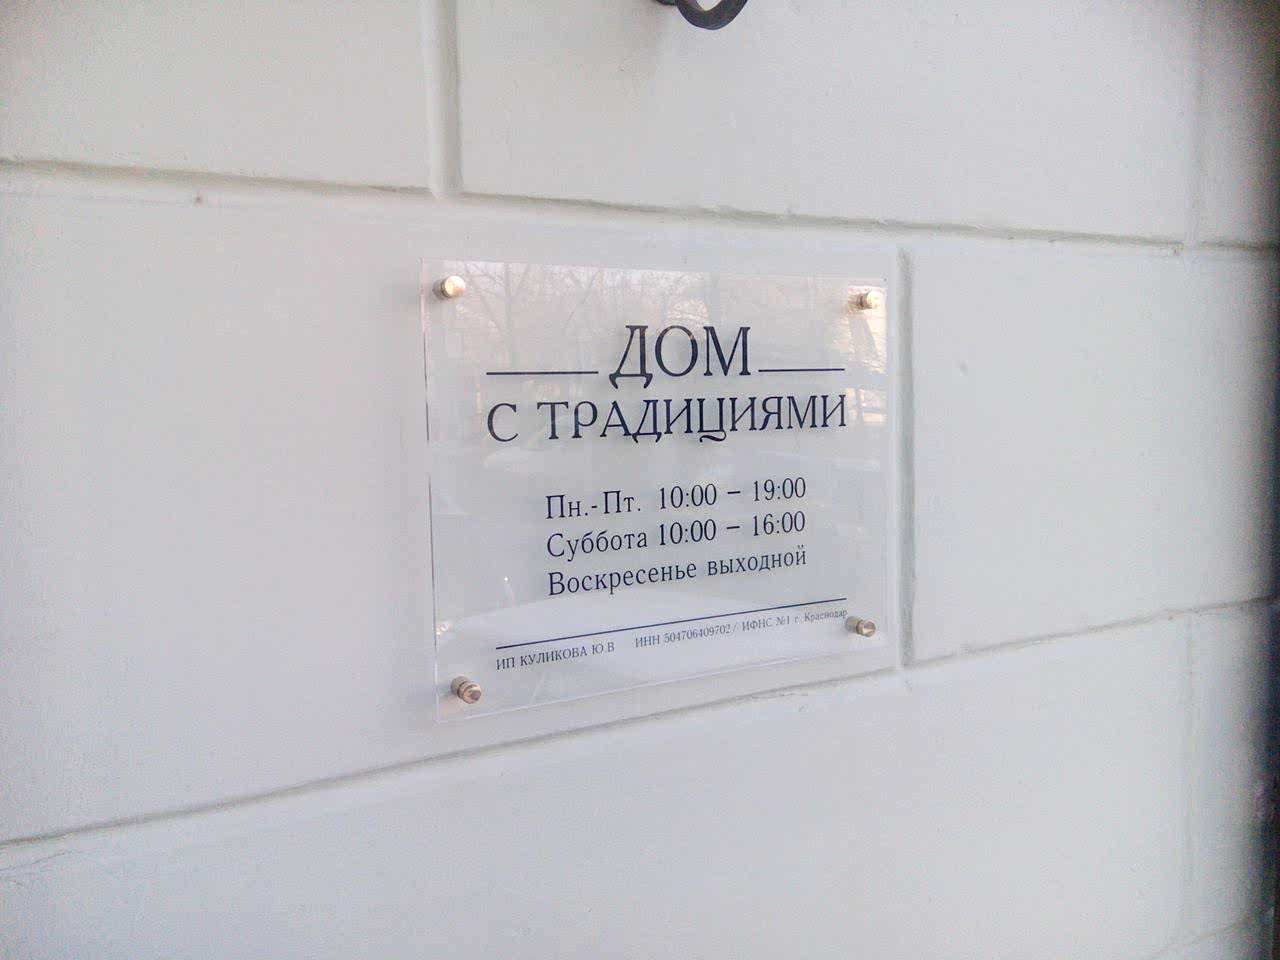 ДОМ
С ТРАДИЦИЯМИ
Пн.-Пт. 10:00 – 19:00
Суббота 10:00 – 16:00
Воскресенье выходной
ИП КУЛИКОВА Ю.В ИНН 504706409702/ ИФНС №1 г. Краснодар